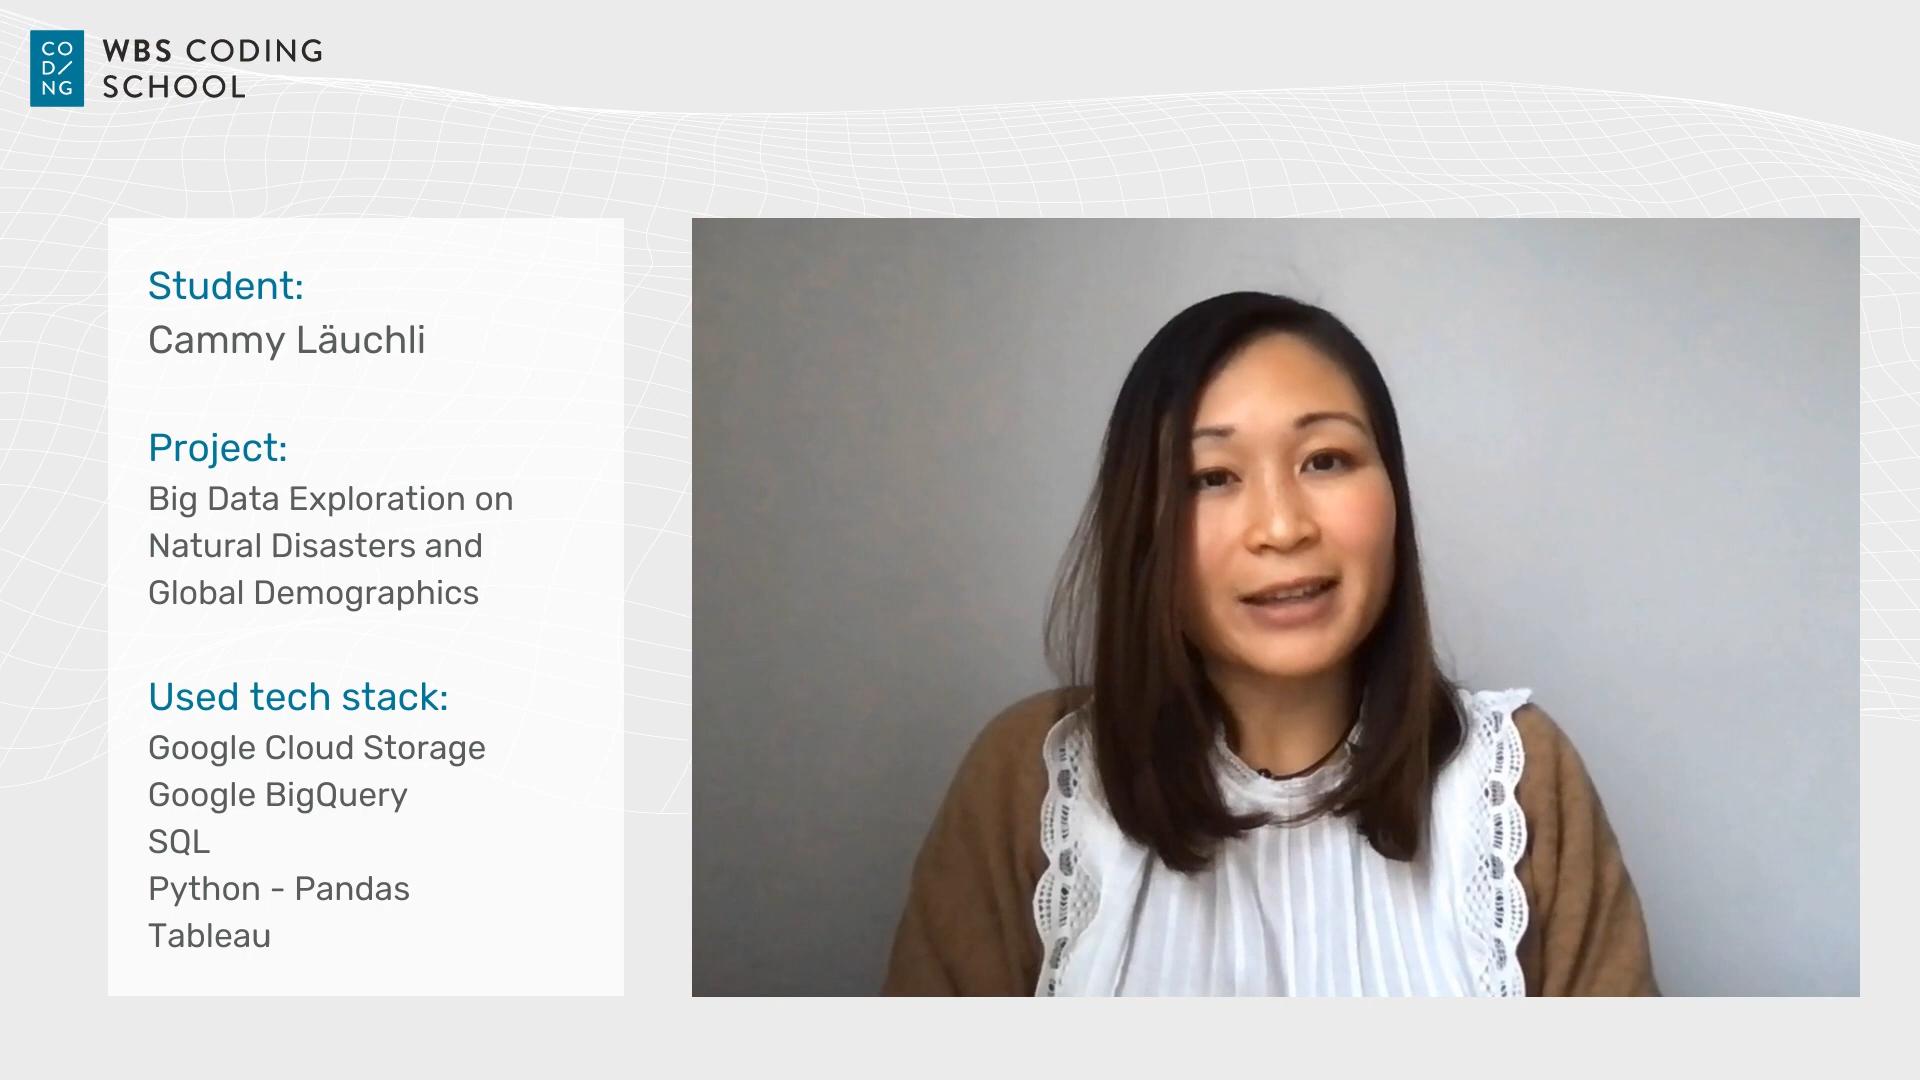 CO
D/
NG
WBS CODING
SCHOOL
Student:
Cammy Läuchli
Project:
Big Data Exploration on
Natural Disasters and
Global Demographics
Used tech stack:
Google Cloud Storage
Google BigQuery
SQL
Python - Pandas
Tableau